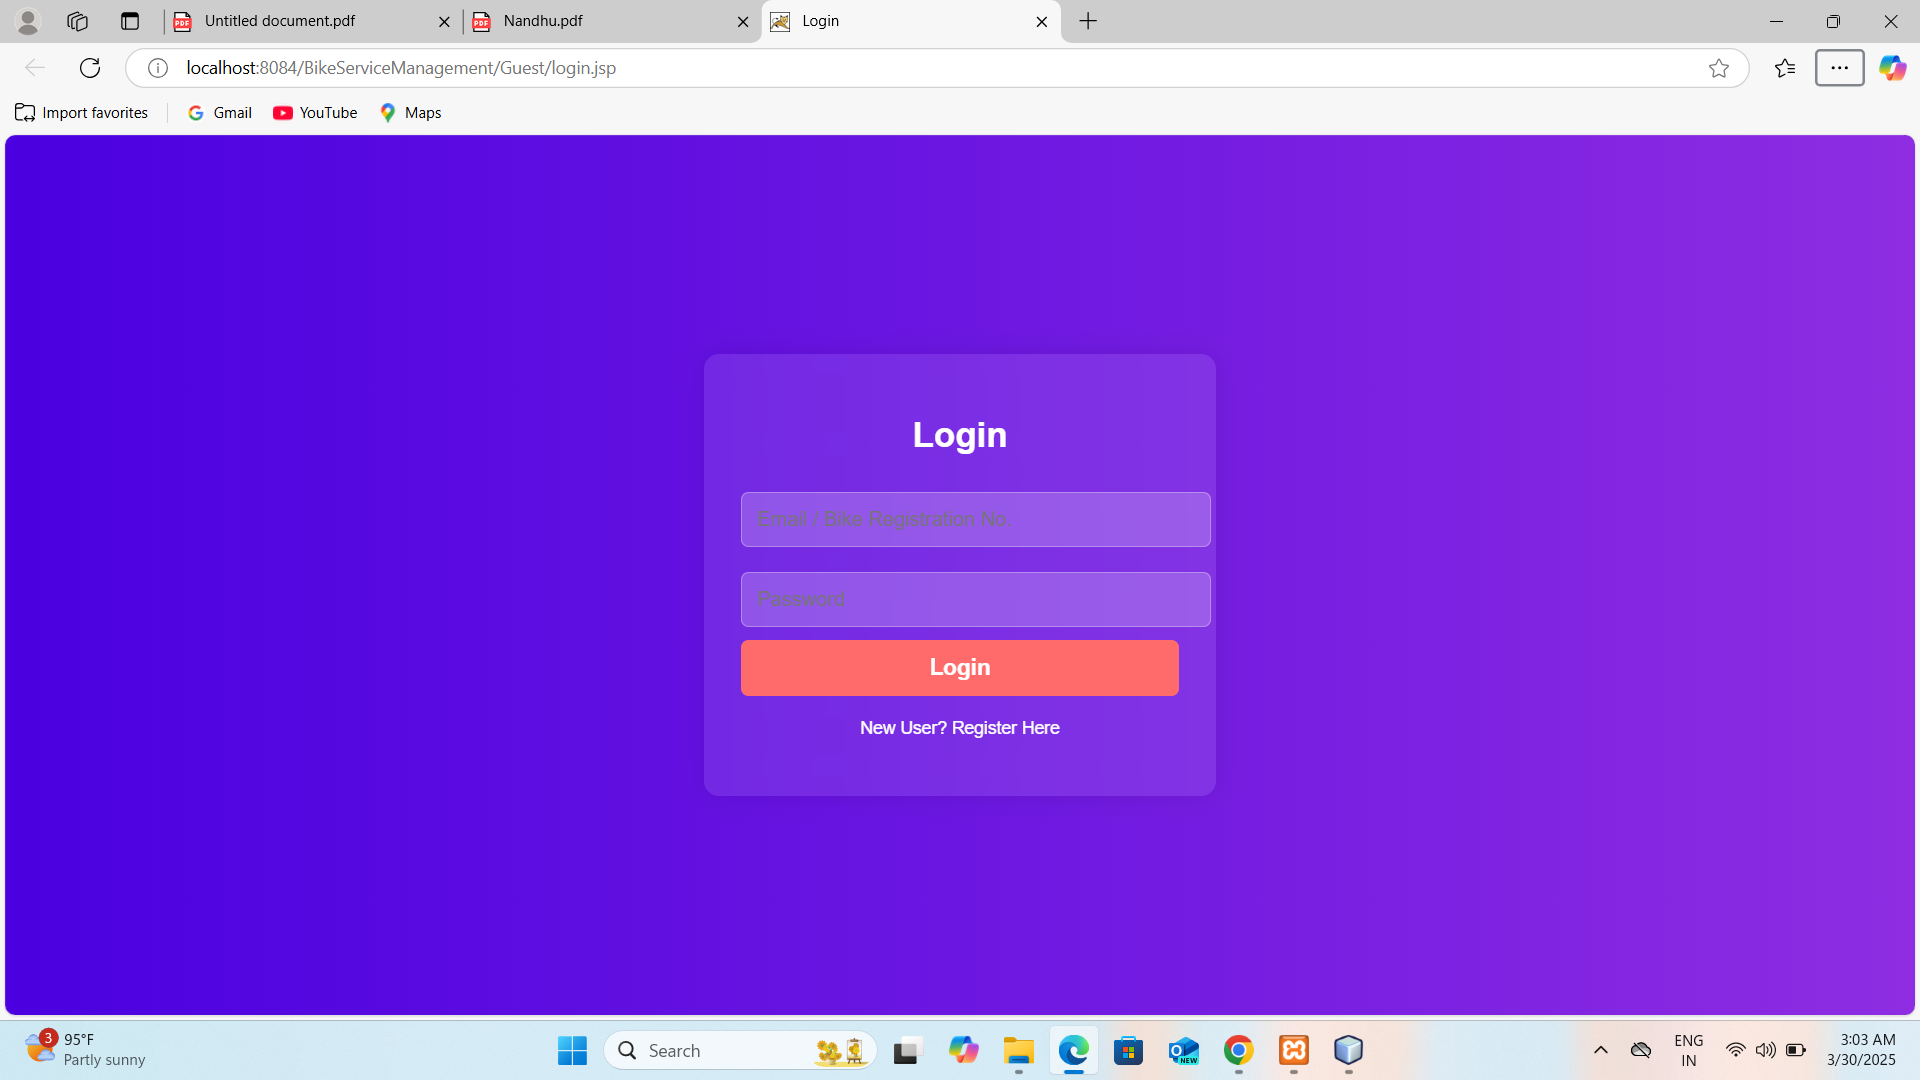 Untitled document.pdf
Nandhu.pdf
Login
localhost:8084/BikeServiceManagement/Guest/login.jsp
Import favorites
Gmail
YouTube
Maps
Login
Email / Bike Registration No.
Password
Login
New User? Register Here
3
95°F
Partly sunny
Search
NEW
ENG
IN
3:03 AM
3/30/2025